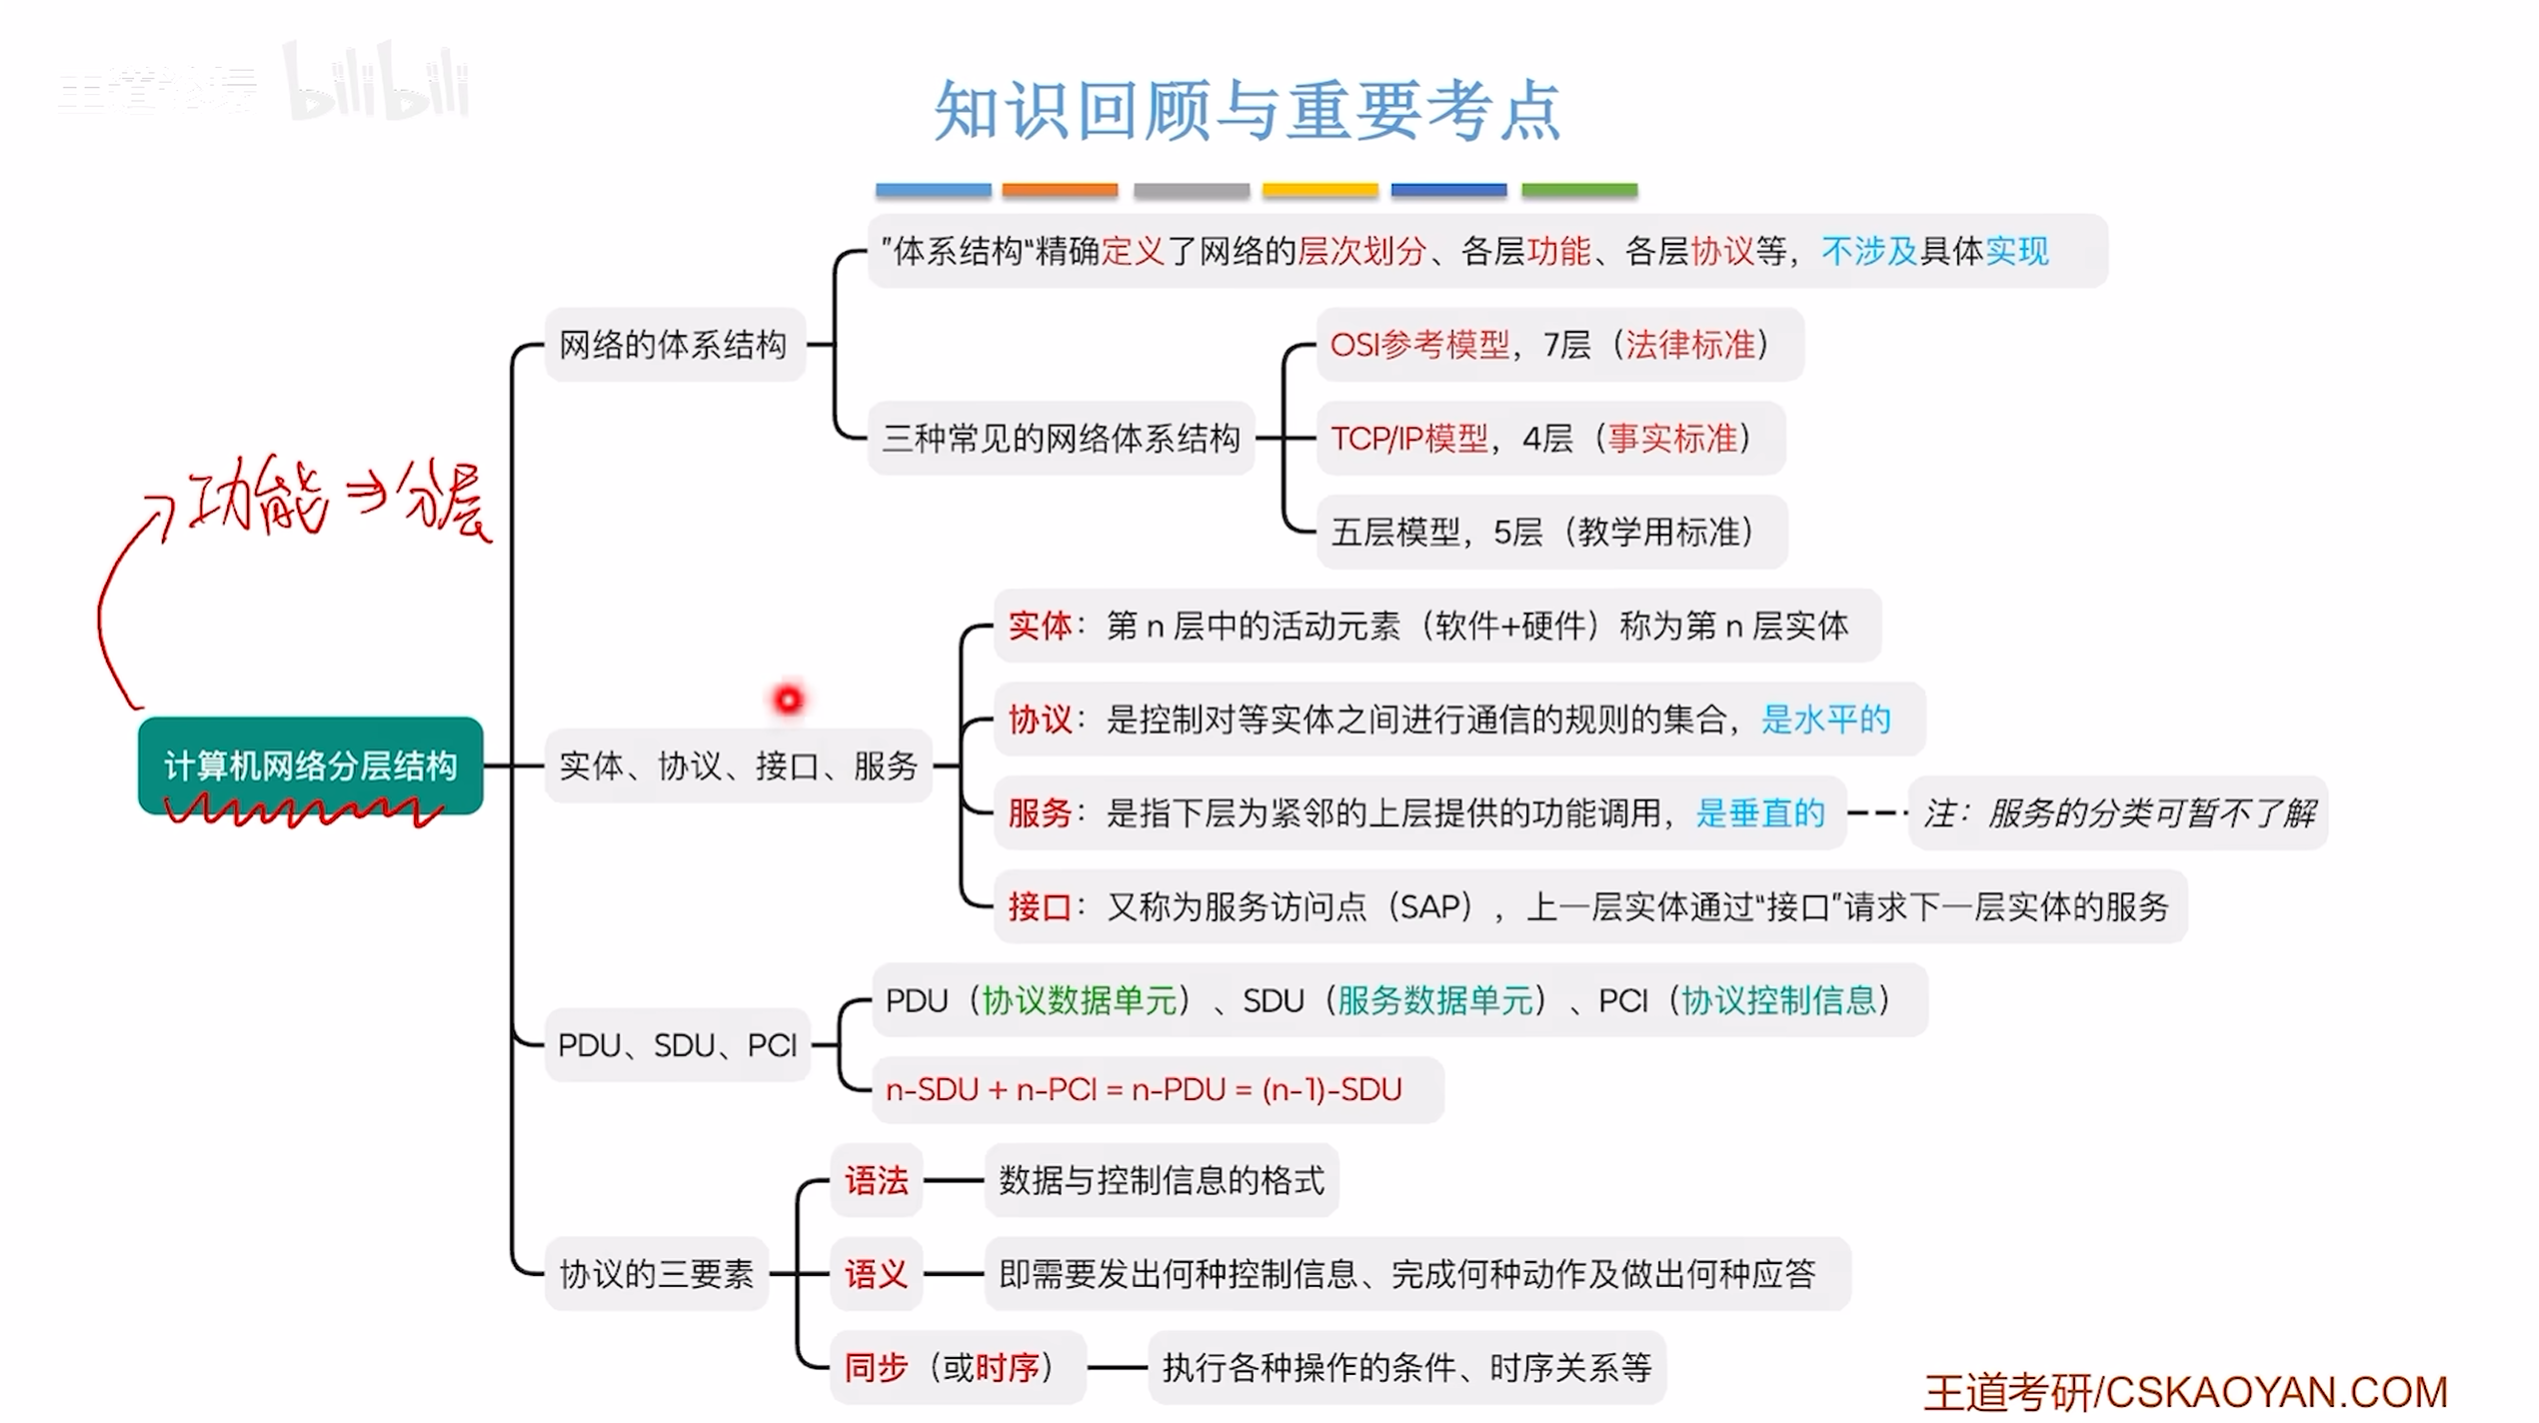 王道论坛 bilibili
知识回顾与重要考点
"体系结构“精确定义了网络的层次划分、各层功能、各层协议等，不涉及具体实现
网络的体系结构
OSI参考模型，7层（法律标准）
三种常见的网络体系结构
TCP/IP模型，4层（事实标准）
五层模型，5层（教学用标准）
功能⇒分层
实体：第 n 层中的活动元素（软件+硬件）称为第 n 层实体
协议：是控制对等实体之间进行通信的规则的集合，是水平的
计算机网络分层结构
实体、协议、接口、服务
服务：是指下层为紧邻的上层提供的功能调用，是垂直的
注：服务的分类可暂不了解
接口：又称为服务访问点（SAP），上一层实体通过“接口”请求下一层实体的服务
PDU、SDU、PCI
PDU（协议数据单元）、SDU（服务数据单元）、PCI（协议控制信息）
n-SDU + n-PCI = n-PDU = (n-1)-SDU
协议的三要素
语法
数据与控制信息的格式
语义
即需要发出何种控制信息、完成何种动作及做出何种应答
同步（或时序）
执行各种操作的条件、时序关系等
王道考研/CSKAOYAN.COM